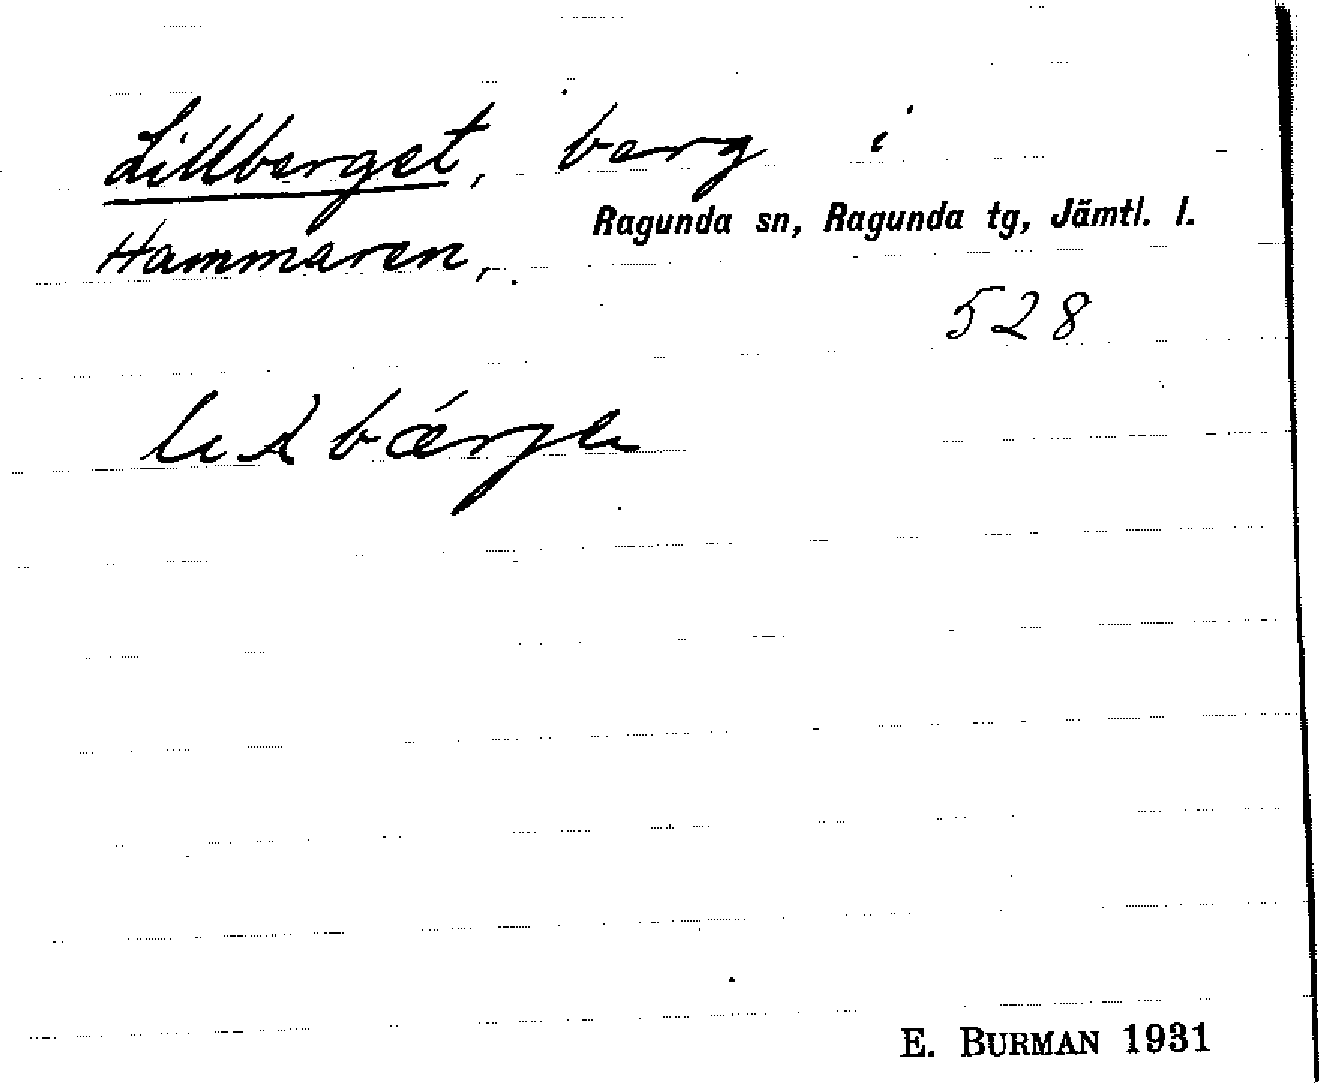 Lillberget, berg i
Ragunda sn, Ragunda tg, Jämtl. l.
Hammaren,
528
E. BURMAN 1931